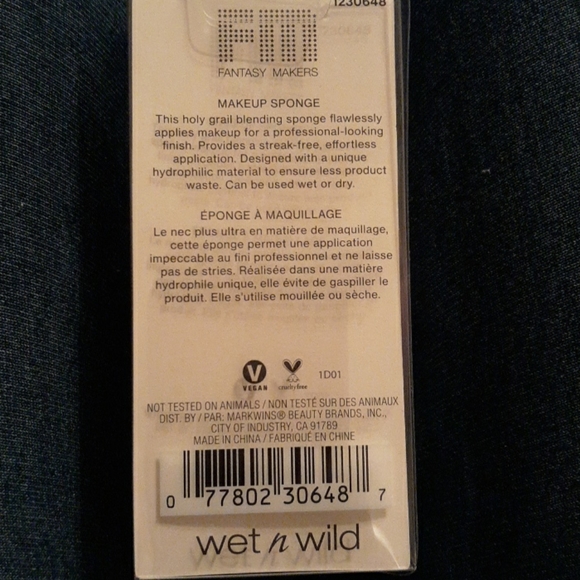 1230648
FM
FANTASY MAKERS
MAKEUP SPONGE
This holy grail blending sponge flawlessly
applies makeup for a professional-looking
finish. Provides a streak-free, effortless
application. Designed with a unique
hydrophilic material to ensure less product
waste. Can be used wet or dry.
ÉPONGE À MAQUILLAGE
Le nec plus ultra en matière de maquillage,
cette éponge permet une application
impeccable au fini professionnel et ne laisse
pas de stries. Réalisée dans une matière
hydrophile unique, elle évite de gaspiller le
produit. Elle s'utilise mouillée ou sèche.
V
VEGAN crueltyfree 1D01
NOT TESTED ON ANIMALS / NON TESTÉ SUR DES ANIMAUX
DIST. BY / PAR: MARKWINS® BEAUTY BRANDS, INC.,
CITY OF INDUSTRY, CA 91789
MADE IN CHINA / FABRIQUÉ EN CHINE
0 77802 30648 7
wet n wild